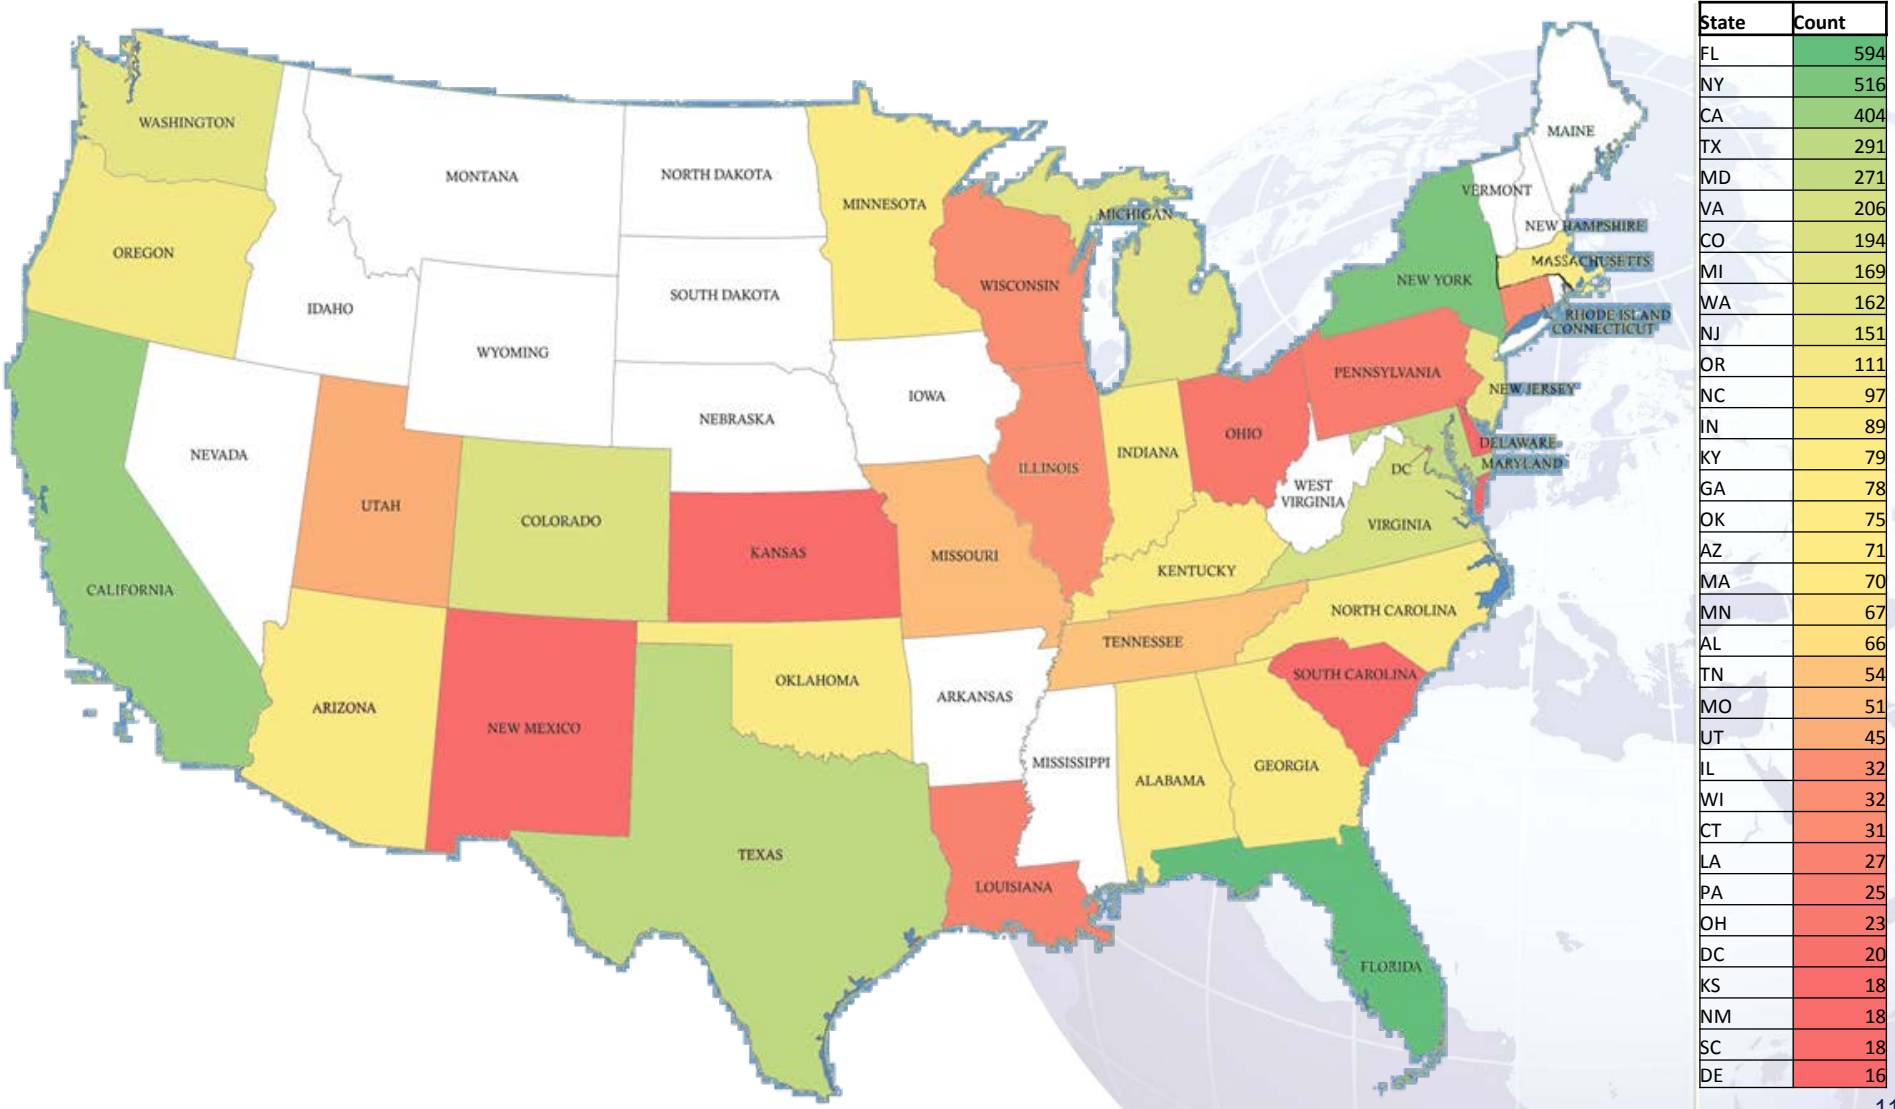 WASHINGTON
MONTANA
NORTH DAKOTA
MINNESOTA
MAINE
VERMONT
NEW HAMPSHIRE
MICHIGAN
MASSACHUSETTS
OREGON
IDAHO
SOUTH DAKOTA
WISCONSIN
NEW YORK
RHODE ISLAND
CONNECTICUT
WYOMING
PENNSYLVANIA
NEW JERSEY
NEVADA
NEBRASKA
IOWA
OHIO
DELAWARE
MARYLAND
DC
UTAH
COLORADO
ILLINOIS
INDIANA
WEST
VIRGINIA
VIRGINIA
KANSAS
MISSOURI
KENTUCKY
CALIFORNIA
NORTH CAROLINA
TENNESSEE
SOUTH CAROLINA
ARIZONA
NEW MEXICO
OKLAHOMA
ARKANSAS
MISSISSIPPI
ALABAMA
GEORGIA
TEXAS
LOUISIANA
FLORIDA
State Count
FL 594
NY 516
CA 404
TX 291
MD 271
VA 206
CO 194
MI 169
WA 162
NJ 151
OR 111
NC 97
IN 89
KY 79
GA 78
OK 75
AZ 71
MA 70
MN 67
AL 66
TN 54
MO 51
UT 45
IL 32
WI 32
CT 31
LA 27
PA 25
OH 23
DC 20
KS 18
NM 18
SC 18
DE 16
11